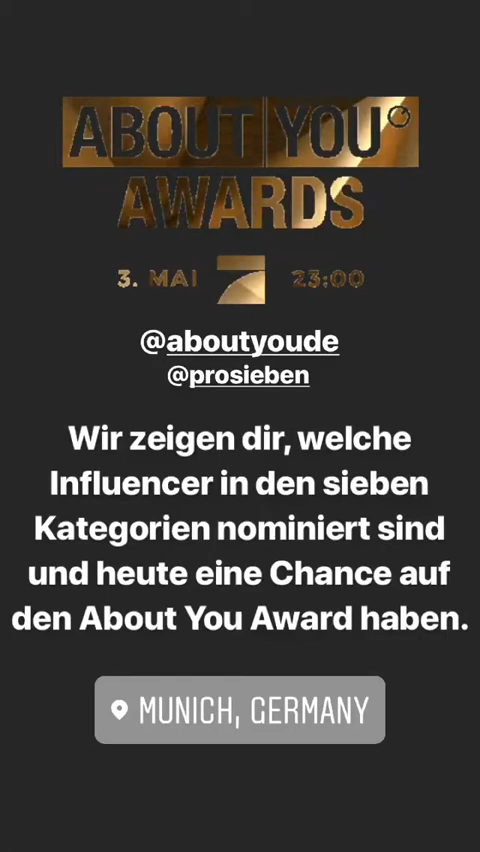 ABOUT YOU°
AWARDS
3. MAI 7 23:00
@aboutyoude
@prosieben
Wir zeigen dir, welche
Influencer in den sieben
Kategorien nominiert sind
und heute eine Chance auf
den About You Award haben.
MUNICH, GERMANY